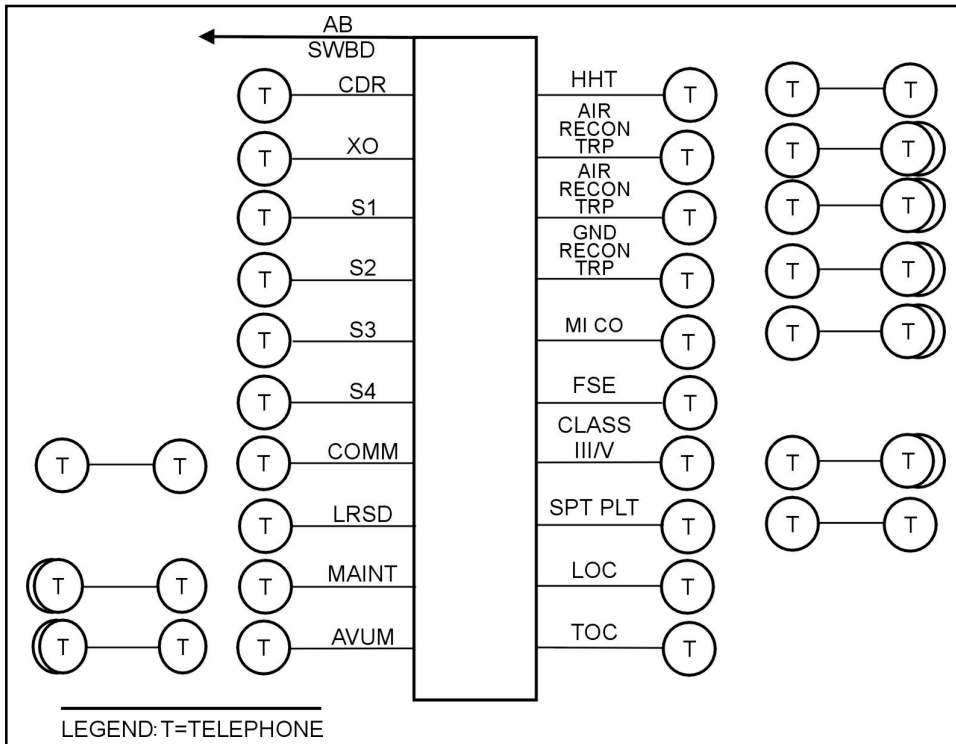 AB
SWBD
T CDR
T XO
T S1
T S2
T S3
T S4
T T T COMM
T LRSD
T T T MAINT
T T T AVUM
HHT T T T
AIR
RECON
TRP T T T
AIR
RECON
TRP T T T
GND
RECON
TRP T T T
MI CO T T T
FSE T
CLASS
III/V T T T
SPT PLT T T T
LOC T
TOC T
LEGEND: T=TELEPHONE